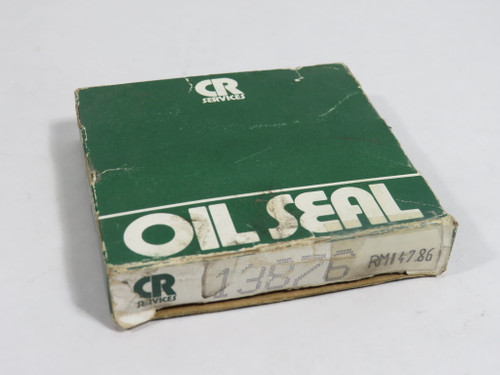 CR
SERVICES
OIL SEAL
CR
SERVICES
13876
RM147.86